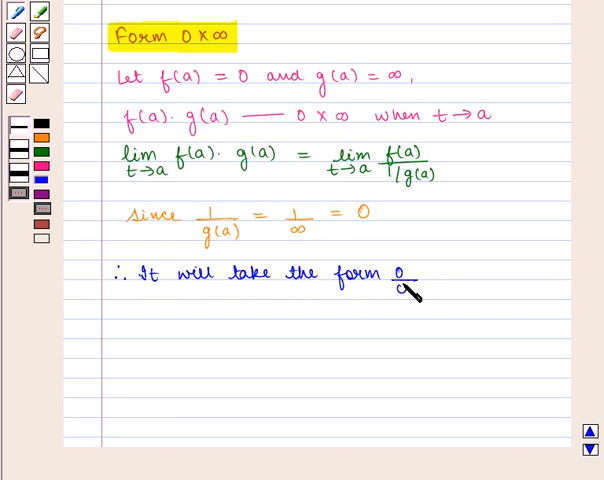 Form 0 × ∞
Let f(a) = 0 and g(a) = ∞,
f(a). g(a) — 0 × ∞ when t→a
lim t→a f(a). g(a) = lim t→a f(a)/1/g(a)
since 1/g(a) = 1/∞ = 0
∴ It will take the form 0/0